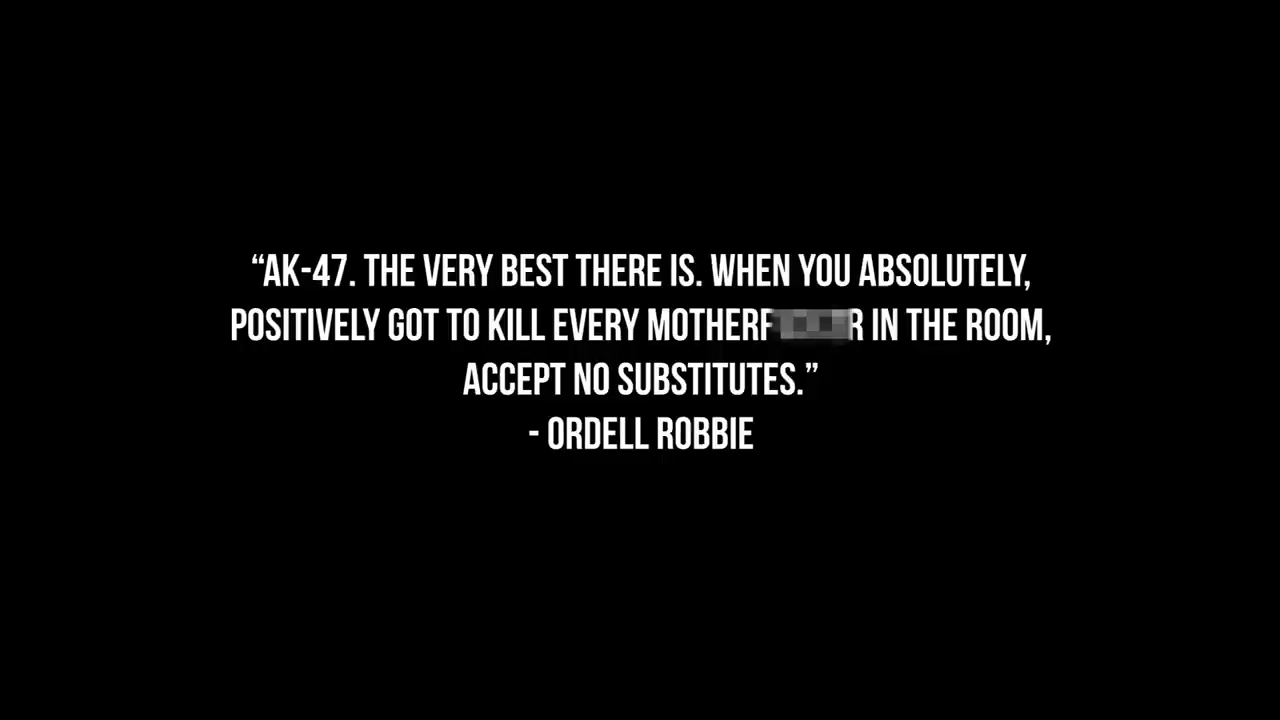 “AK-47. THE VERY BEST THERE IS. WHEN YOU ABSOLUTELY,
POSITIVELY GOT TO KILL EVERY IN THE ROOM,
ACCEPT NO SUBSTITUTES.”
- ORDELL ROBBIE